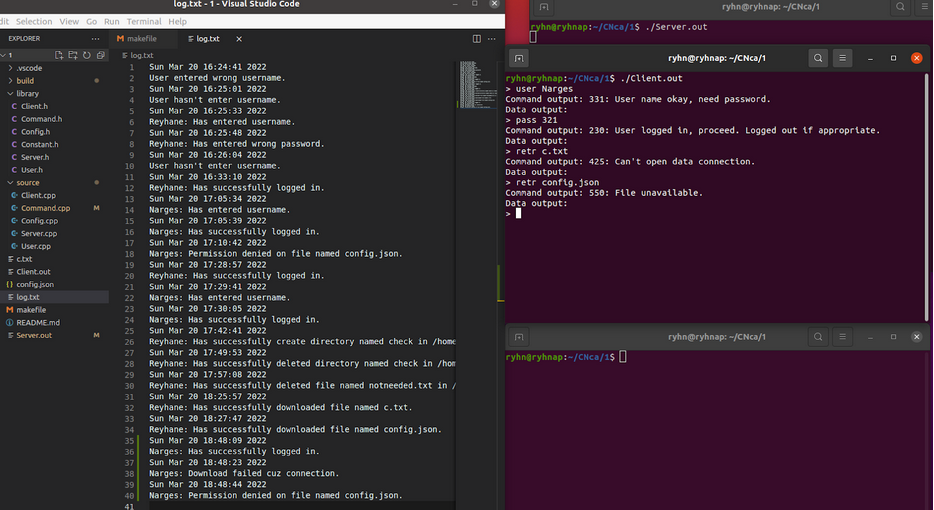 log.txt - 1 - Visual Studio Code
dit Selection View Go Run Terminal Help
EXPLORER
1
.vscode
build
library
Client.h
Command.h
Config.h
Constant.h
Server.h
User.h
source
Client.cpp
Command.cpp M
Config.cpp
Server.cpp
User.cpp
c.txt
Client.out
config.json
log.txt
makefile
README.md
Server.out M
makefile
log.txt
log.txt
1 Sun Mar 20 16:24:41 2022
2 User entered wrong username.
3 Sun Mar 20 16:25:01 2022
4 User hasn't enter username.
5 Sun Mar 20 16:25:33 2022
6 Reyhane: Has entered username.
7 Sun Mar 20 16:25:48 2022
8 Reyhane: Has entered wrong password.
9 Sun Mar 20 16:26:04 2022
10 User hasn't enter username.
11 Sun Mar 20 16:33:10 2022
12 Reyhane: Has successfully logged in.
13 Sun Mar 20 17:05:34 2022
14 Narges: Has entered username.
15 Sun Mar 20 17:05:39 2022
16 Narges: Has successfully logged in.
17 Sun Mar 20 17:10:42 2022
18 Narges: Permission denied on file named config.json.
19 Sun Mar 20 17:28:57 2022
20 Reyhane: Has successfully logged in.
21 Sun Mar 20 17:29:41 2022
22 Narges: Has entered username.
23 Sun Mar 20 17:30:05 2022
24 Narges: Has successfully logged in.
25 Sun Mar 20 17:42:41 2022
26 Reyhane: Has successfully create directory named check in /home
27 Sun Mar 20 17:49:53 2022
28 Reyhane: Has successfully deleted directory named check in /hom
29 Sun Mar 20 17:57:08 2022
30 Reyhane: Has successfully deleted file named notneeded.txt in /
31 Sun Mar 20 18:25:57 2022
32 Reyhane: Has successfully downloaded file named c.txt.
33 Sun Mar 20 18:27:47 2022
34 Reyhane: Has successfully downloaded file named config.json.
35 Sun Mar 20 18:48:09 2022
36 Narges: Has successfully logged in.
37 Sun Mar 20 18:48:23 2022
38 Narges: Download failed cuz connection.
39 Sun Mar 20 18:48:44 2022
40 Narges: Permission denied on file named config.json.
41
ryhn@ryhnap: ~/CNca/1
ryhn@ryhnap:~/CNca/1$ ./Server.out
ryhn@ryhnap: ~/CNca/1
ryhn@ryhnap:~/CNca/1$ ./Client.out
> user Narges
Command output: 331: User name okay, need password.
Data output:
> pass 321
Command output: 230: User logged in, proceed. Logged out if appropriate.
Data output:
> retr c.txt
Command output: 425: Can't open data connection.
Data output:
> retr config.json
Command output: 550: File unavailable.
Data output:
>
ryhn@ryhnap: ~/CNca/1
ryhn@ryhnap:~/CNca/1$